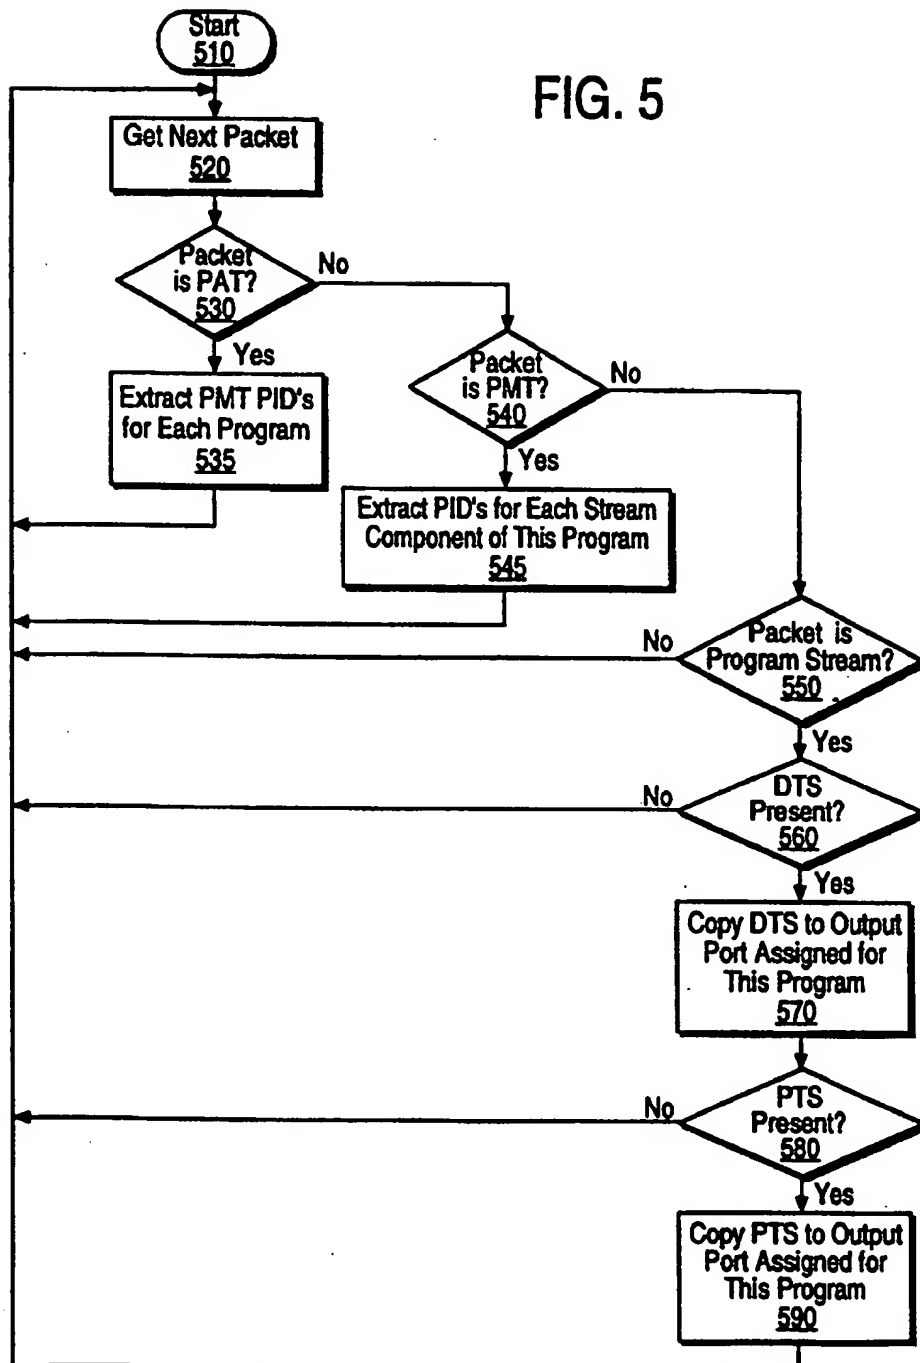 Start
510
FIG. 5
Get Next Packet
520
Packet
is PAT?
530
No
Yes
Extract PMT PID's
for Each Program
535
Packet
is PMT?
540
No
Yes
Extract PID's for Each Stream
Component of This Program
545
Packet is
Program Stream?
550
No
Yes
DTS
Present?
560
No
Yes
Copy DTS to Output
Port Assigned for
This Program
570
PTS
Present?
580
No
Yes
Copy PTS to Output
Port Assigned for
This Program
590